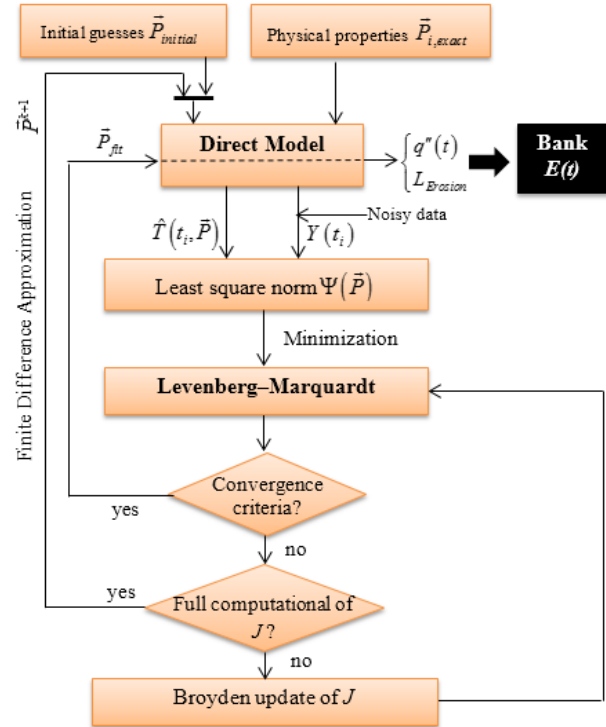 Initial guesses P⃗initial
Physical properties P⃗i,exact
P⃗k+1
P⃗fit
Direct Model
q″(t)
LErosion
Bank
E(t)
Noisy data
T̂(ti,P⃗)
Y(ti)
Least square norm Ψ(P⃗)
Minimization
Levenberg–Marquardt
Finite Difference Approximation
Convergence
criteria?
yes
no
yes
Full computational of
J?
no
Broyden update of J